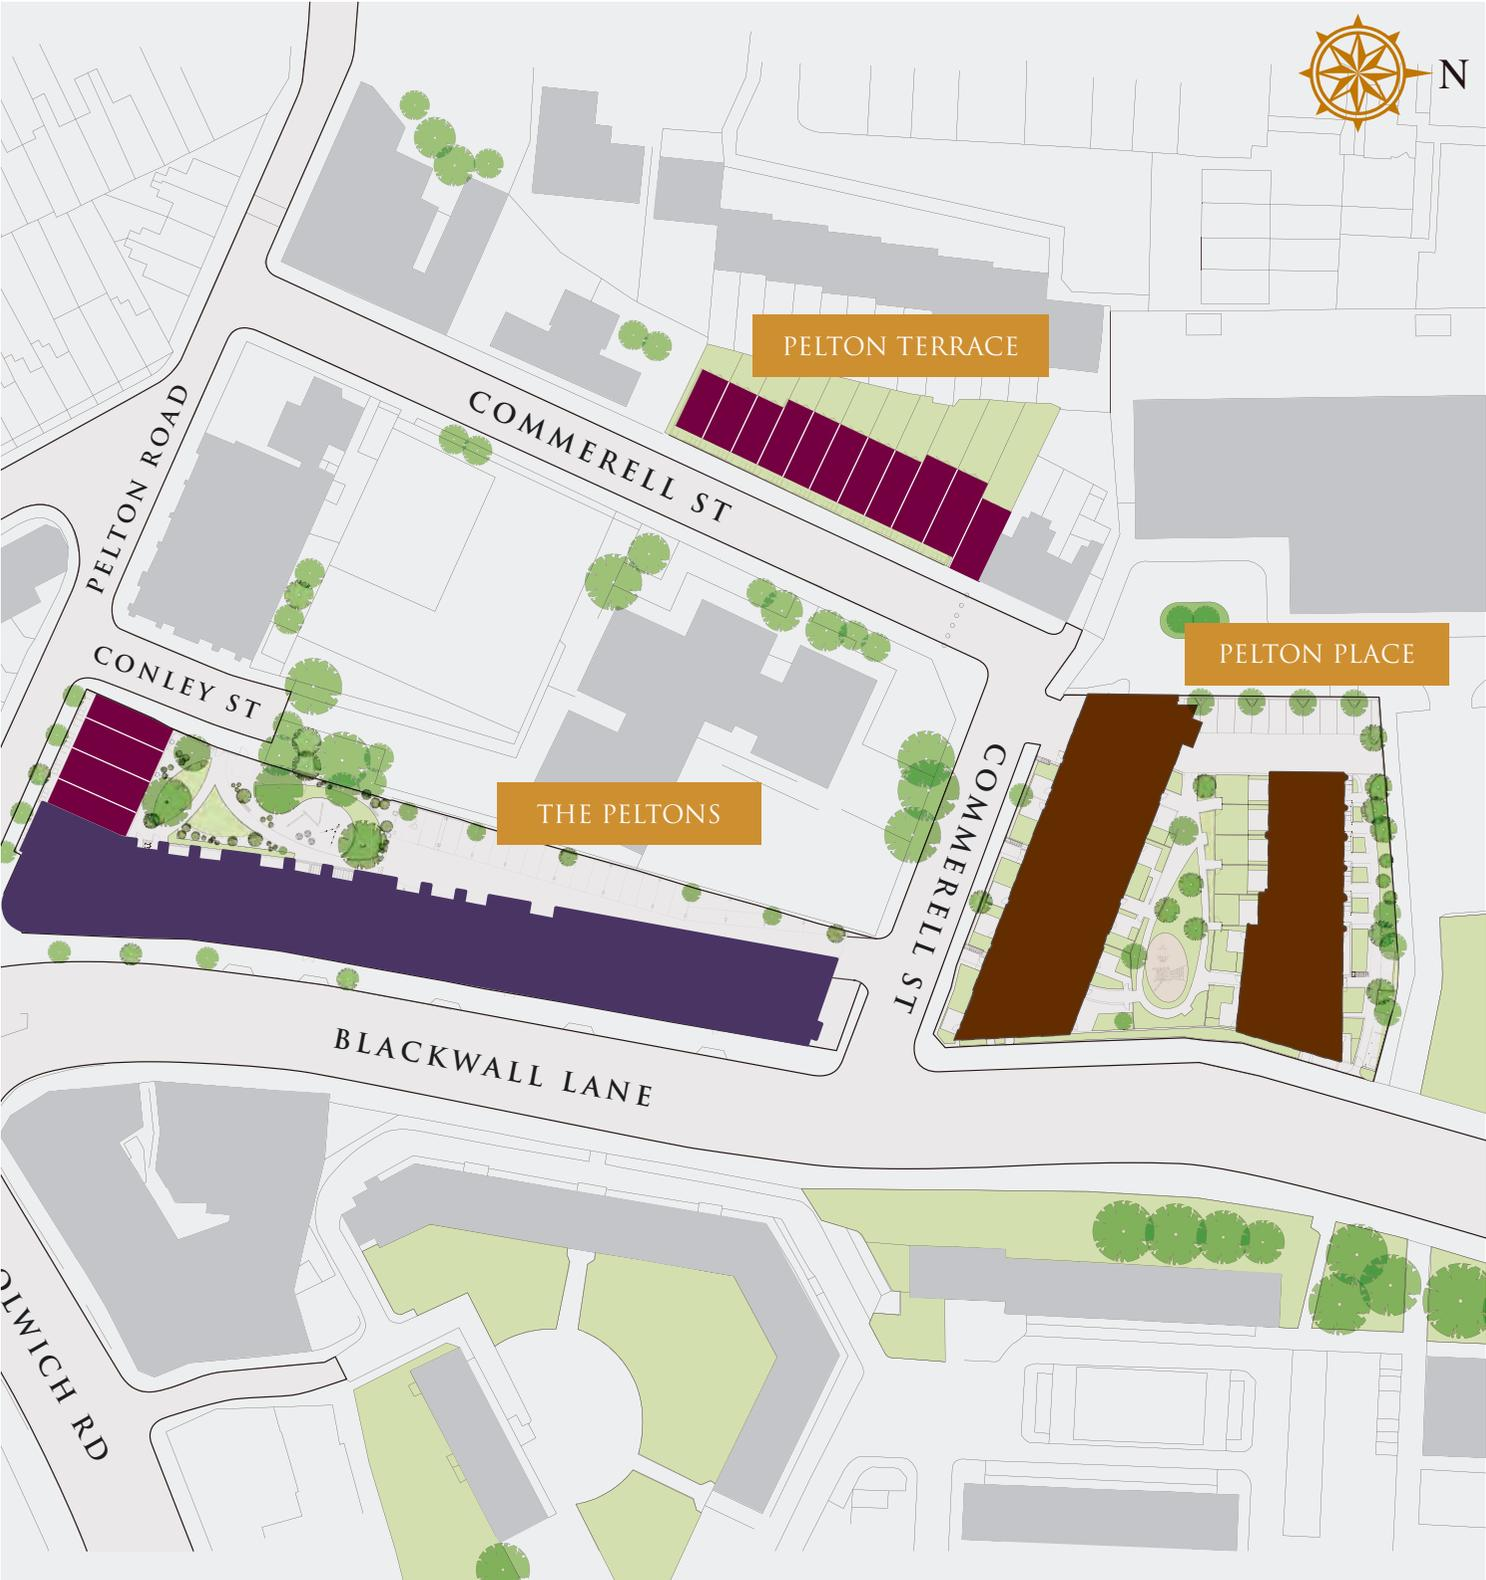 N
PELTON TERRACE
COMMERELL ST
PELTON ROAD
PELTON PLACE
CONLEY ST
THE PELTONS
COMMERELL ST
BLACKWALL LANE
OLWICH RD